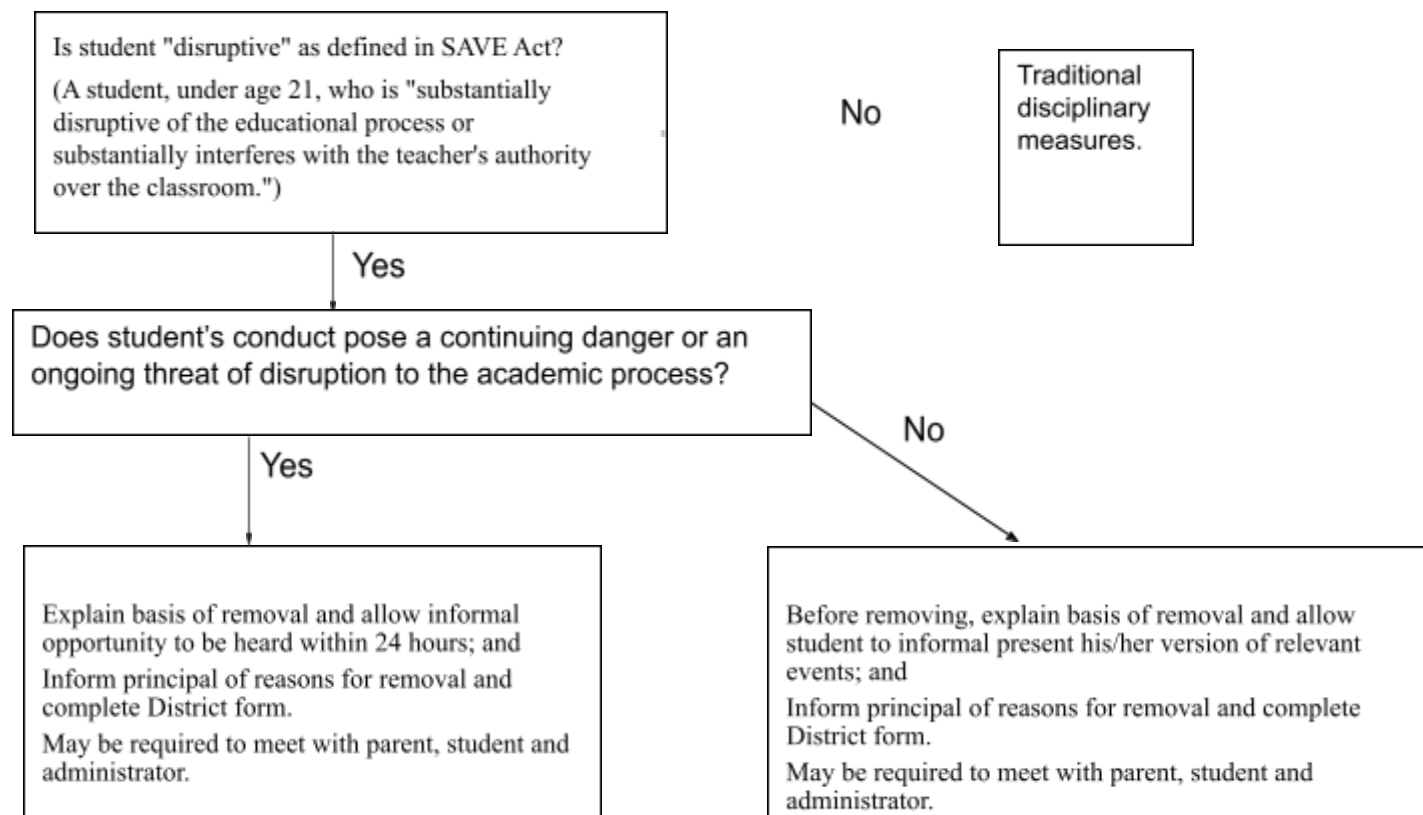 Is student "disruptive" as defined in SAVE Act?
(A student, under age 21, who is "substantially
disruptive of the educational process or
substantially interferes with the teacher's authority
over the classroom.")
No
Traditional
disciplinary
measures.
Yes
Does student’s conduct pose a continuing danger or an
ongoing threat of disruption to the academic process?
Yes
No
Explain basis of removal and allow informal
opportunity to be heard within 24 hours; and
Inform principal of reasons for removal and
complete District form.
May be required to meet with parent, student and
administrator.
Before removing, explain basis of removal and allow
student to informal present his/her version of relevant
events; and
Inform principal of reasons for removal and complete
District form.
May be required to meet with parent, student and
administrator.